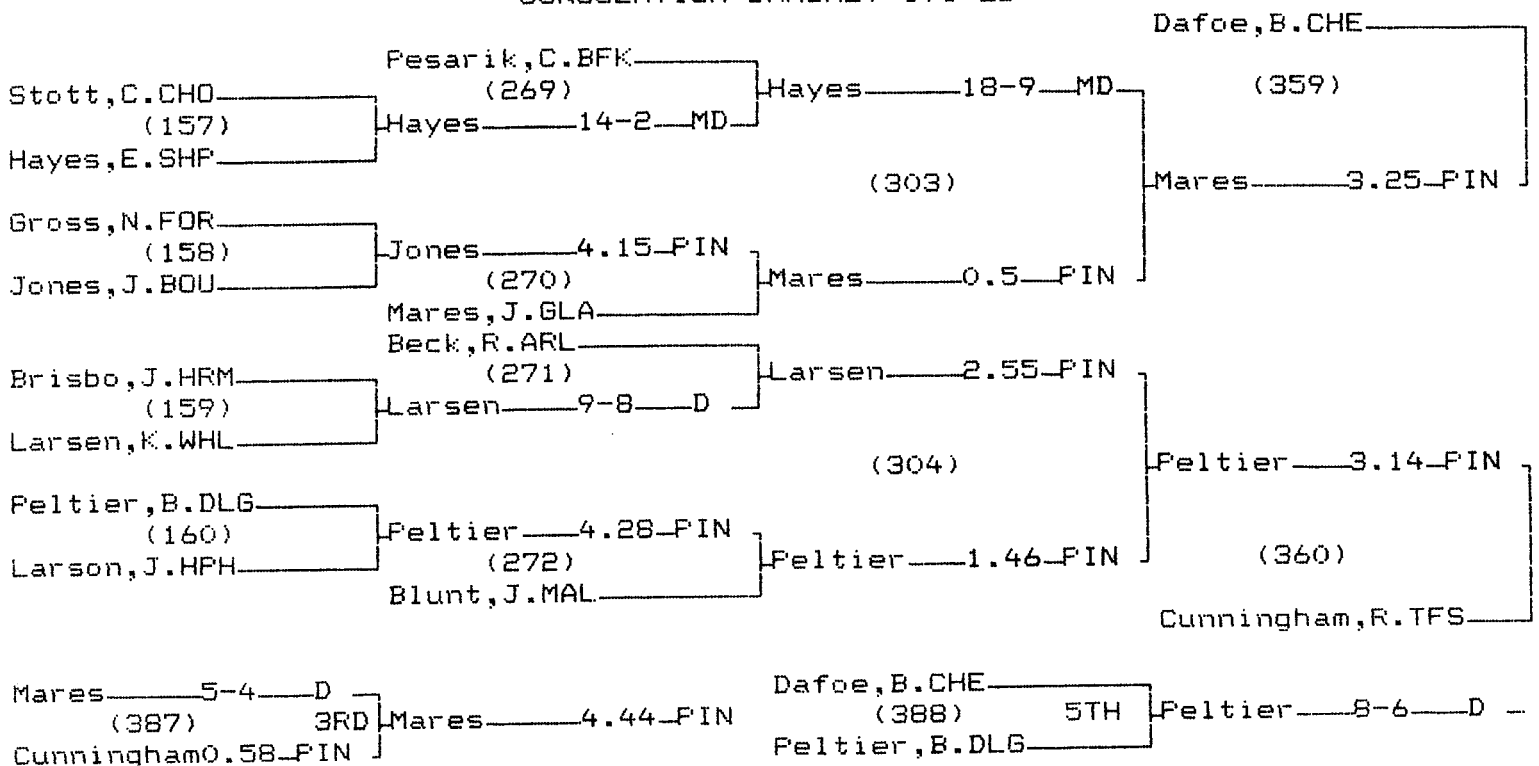 Dafoe,B.CHE
Pesarik,C.BFK
Stott,C.CHO (269) Hayes 18-9 MD (359)
(157) Hayes 14-2 MD
Hayes,E.SHP
(303) Mares 3.25 PIN
Gross,N.FOR
(158) Jones 4.15 PIN
Jones,J.BOU (270) Mares 0.5 PIN
Mares,J.GLA
Beck,R.ARL
Brisbo,J.HRM (271) Larsen 2.55 PIN
(159) Larsen 9-8 D
Larsen,K.WHL
(304) Peltier 3.14 PIN
Peltier,B.DLG
(160) Peltier 4.28 PIN
Larson,J.HPH (272) Peltier 1.46 PIN (360)
Blunt,J.MAL
Cunningham,R.TFS
Mares 5-4 D Dafoe,B.CHE
(387) 3RD Mares 4.44 PIN (388) 5TH Peltier 8-6 D
Cunningham0.58 PIN Peltier,B.DLG